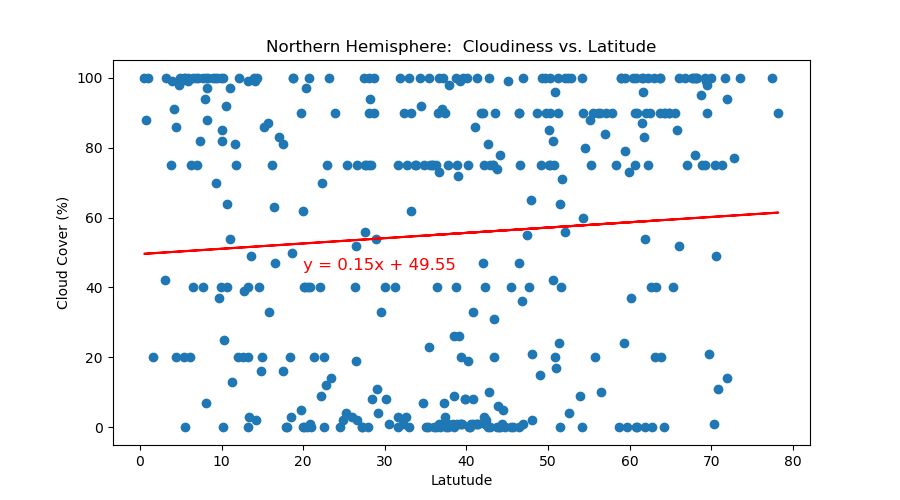 Northern Hemisphere:  Cloudiness vs. Latitude
Cloud Cover (%)
100
80
60
40
20
0
y = 0.15x + 49.55
0 10 20 30 40 50 60 70 80
Latutude